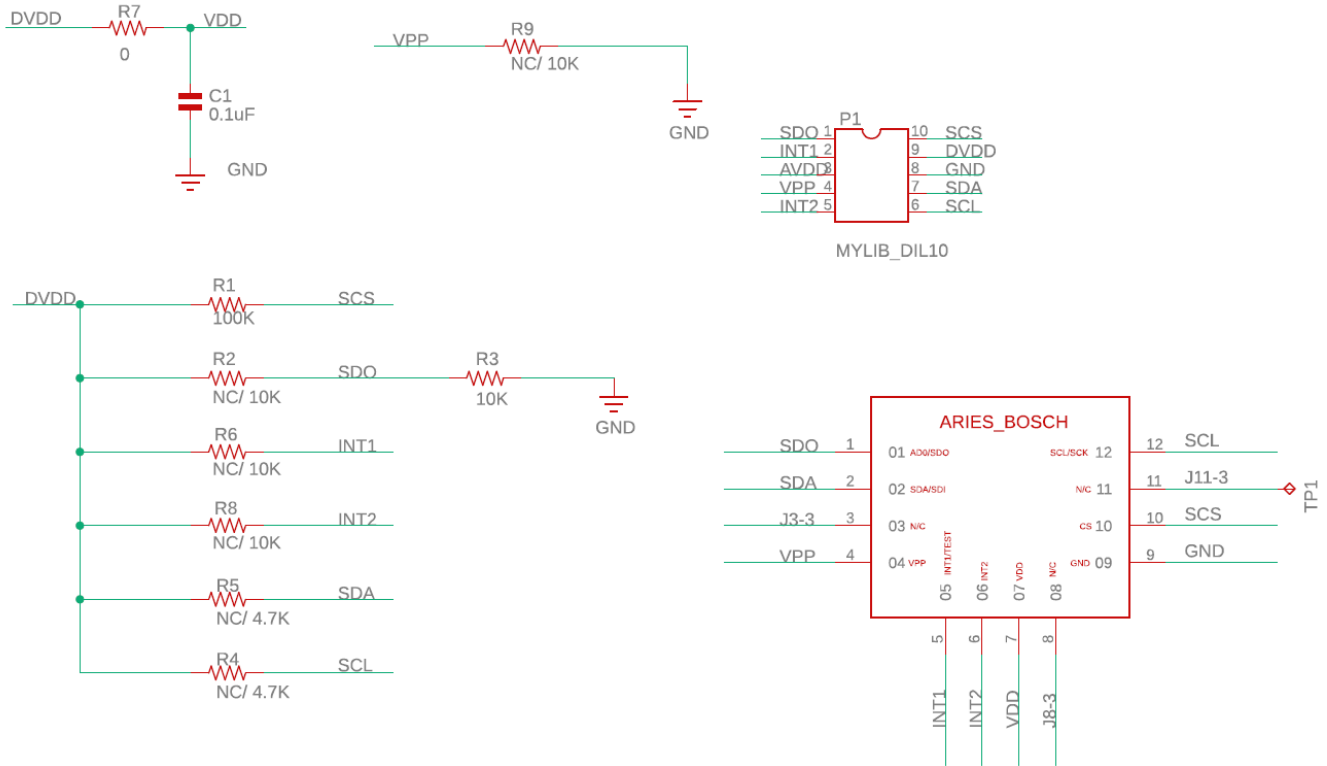 DVDD
R7
VDD
0
C1
0.1uF
GND
VPP
R9
NC/ 10K
GND
P1
SDO 1
INT1 2
AVDD 3
VPP 4
INT2 5
10 SCS
9 DVDD
8 GND
7 SDA
6 SCL
MYLIB_DIL10
DVDD
R1
100K
SCS
R2
NC/ 10K
SDO
R3
10K
GND
R6
NC/ 10K
INT1
R8
NC/ 10K
INT2
R5
NC/ 4.7K
SDA
R4
NC/ 4.7K
SCL
ARIES_BOSCH
SDO 1 01 AD0/SDO
SDA 2 02 SDA/SDI
J3-3 3 03 N/C
VPP 4 04 VPP
SCL/SCK 12 12 SCL
N/C 11 11 J11-3
TP1
CS 10 10 SCS
GND 09 9 GND
INT1/TEST 05 5 INT1
INT2 06 6 INT2
VDD 07 7 VDD
N/C 08 8 J8-3